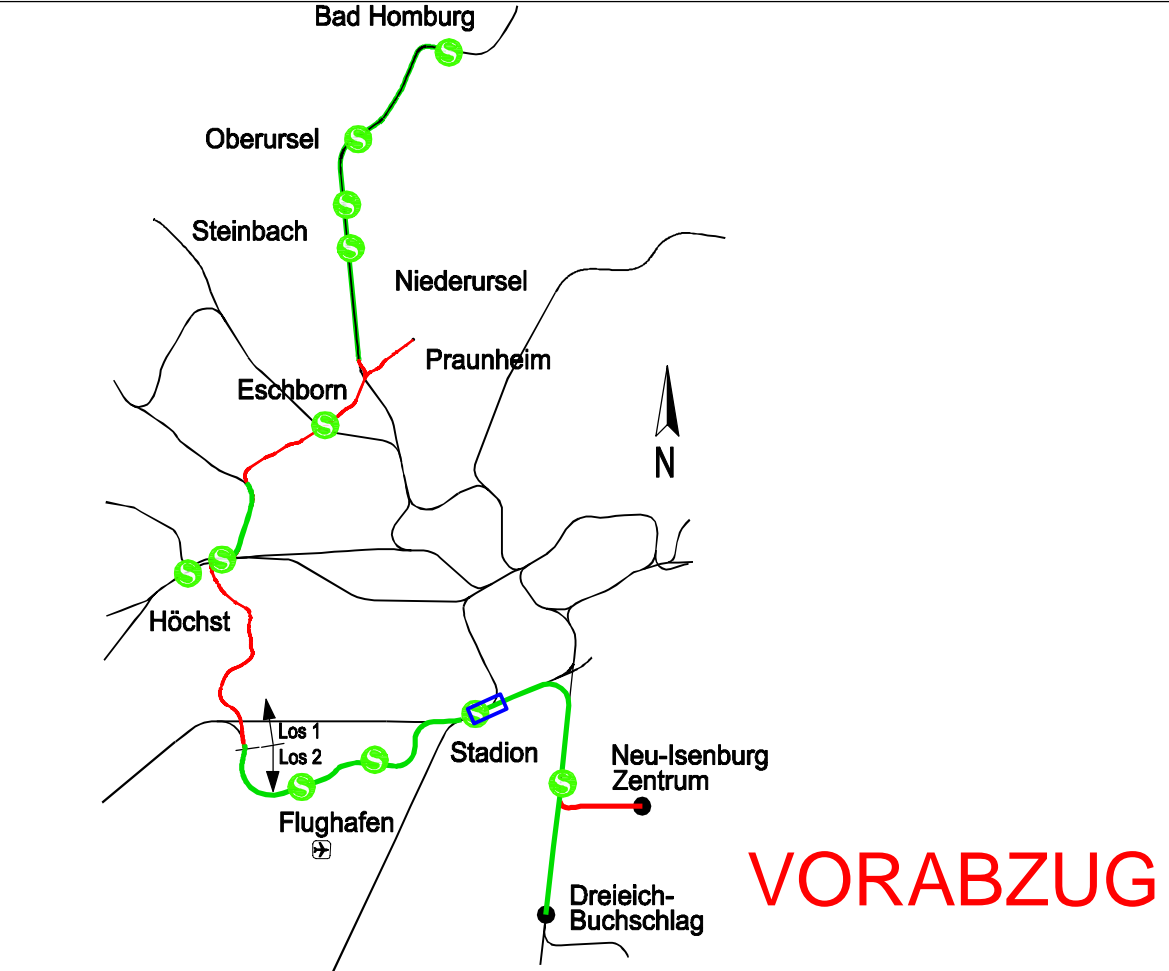 Bad Homburg
Oberursel
Steinbach
Niederursel
Praunheim
Eschborn
N
Höchst
Los 1
Los 2
Stadion
Neu-Isenburg
Zentrum
Flughafen
VORABZUG
Dreieich-
Buchschlag